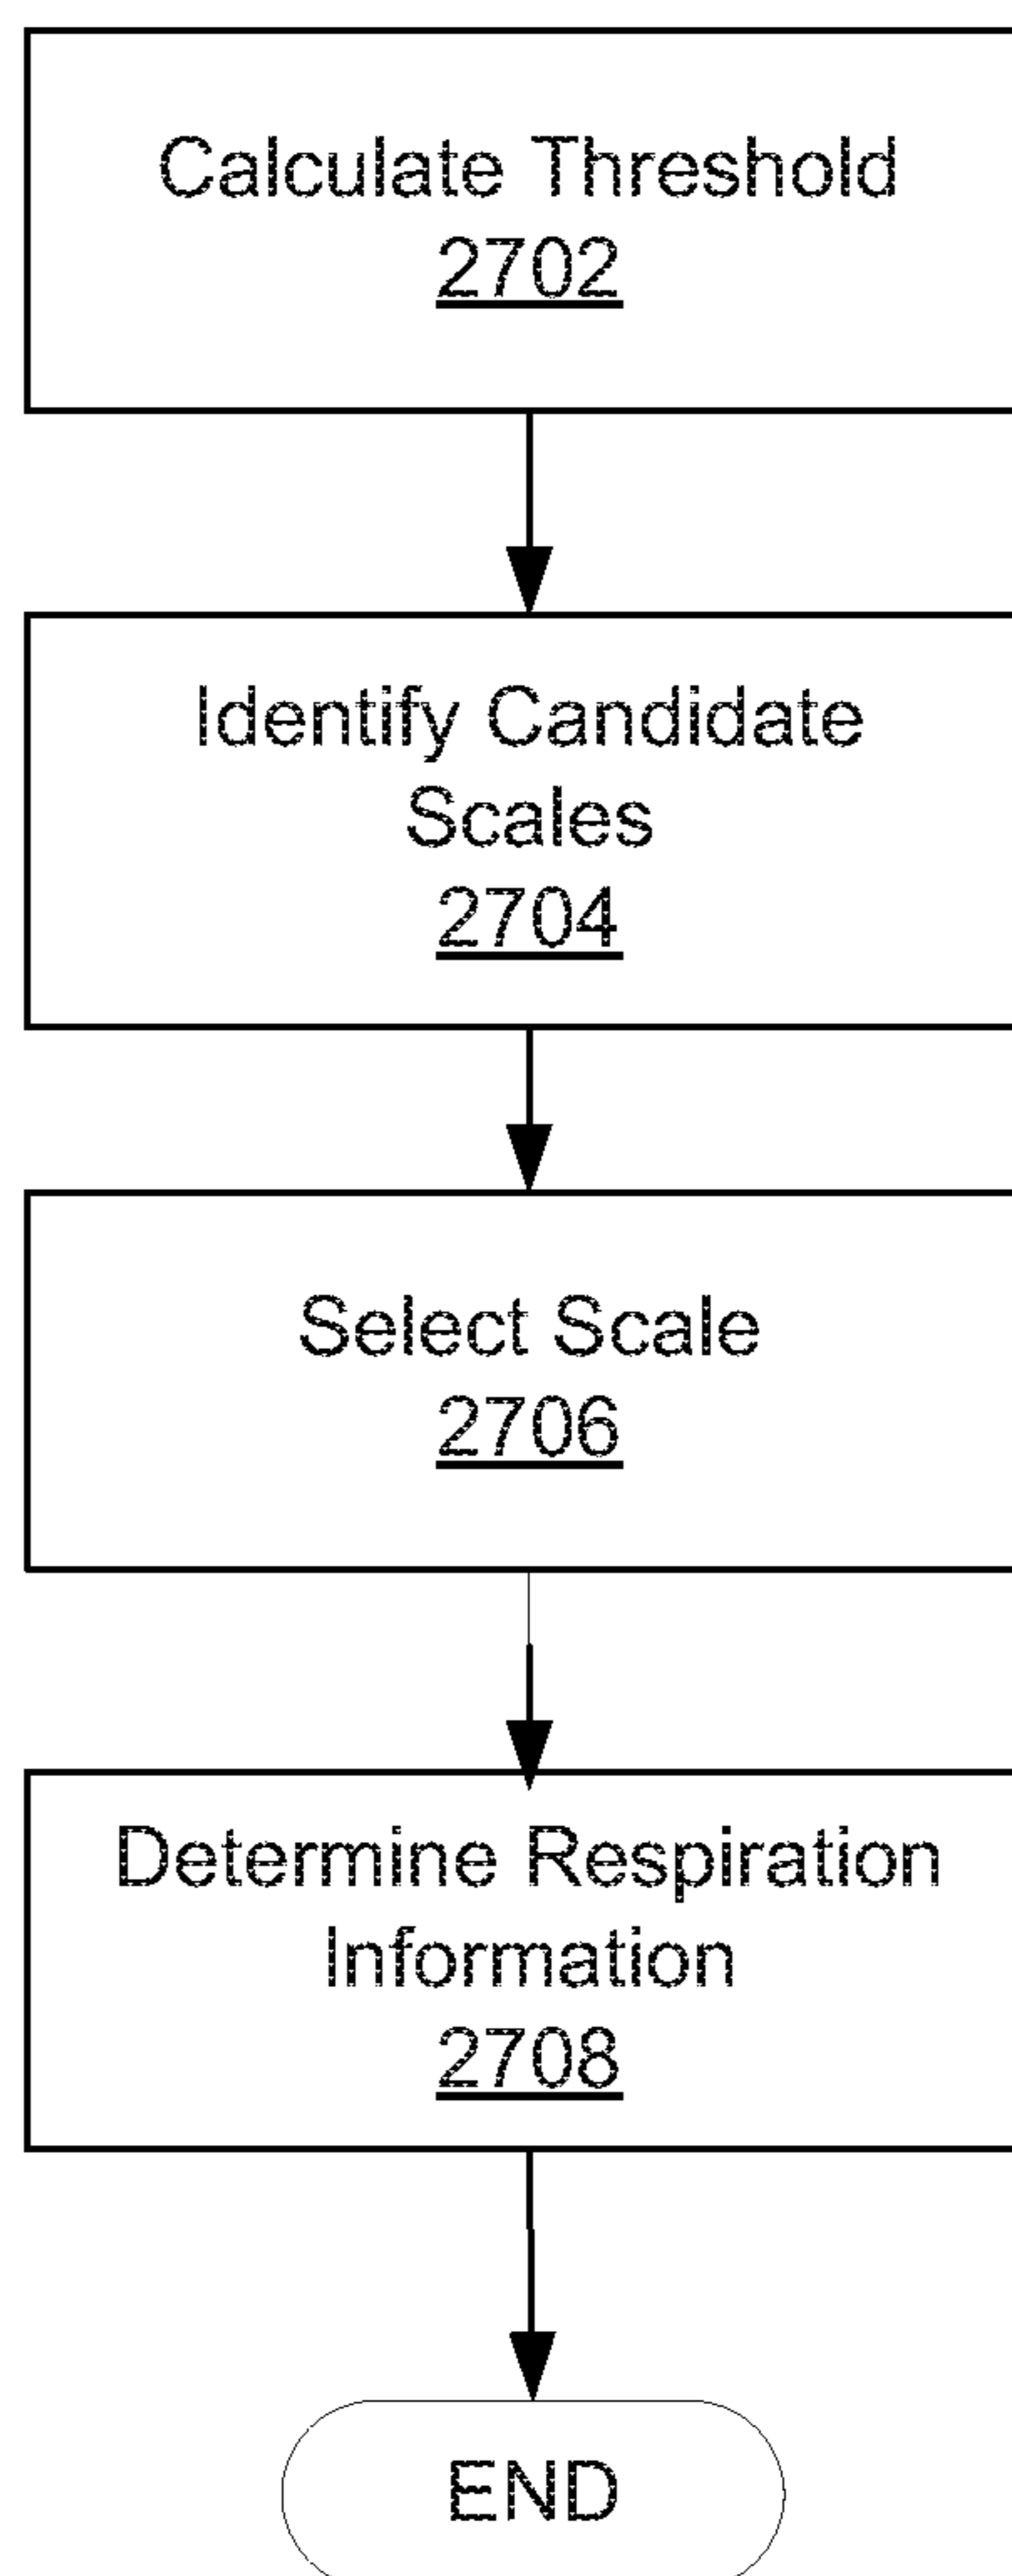 Calculate Threshold
2702
Identify Candidate
Scales
2704
Select Scale
2706
Determine Respiration
Information
2708
END